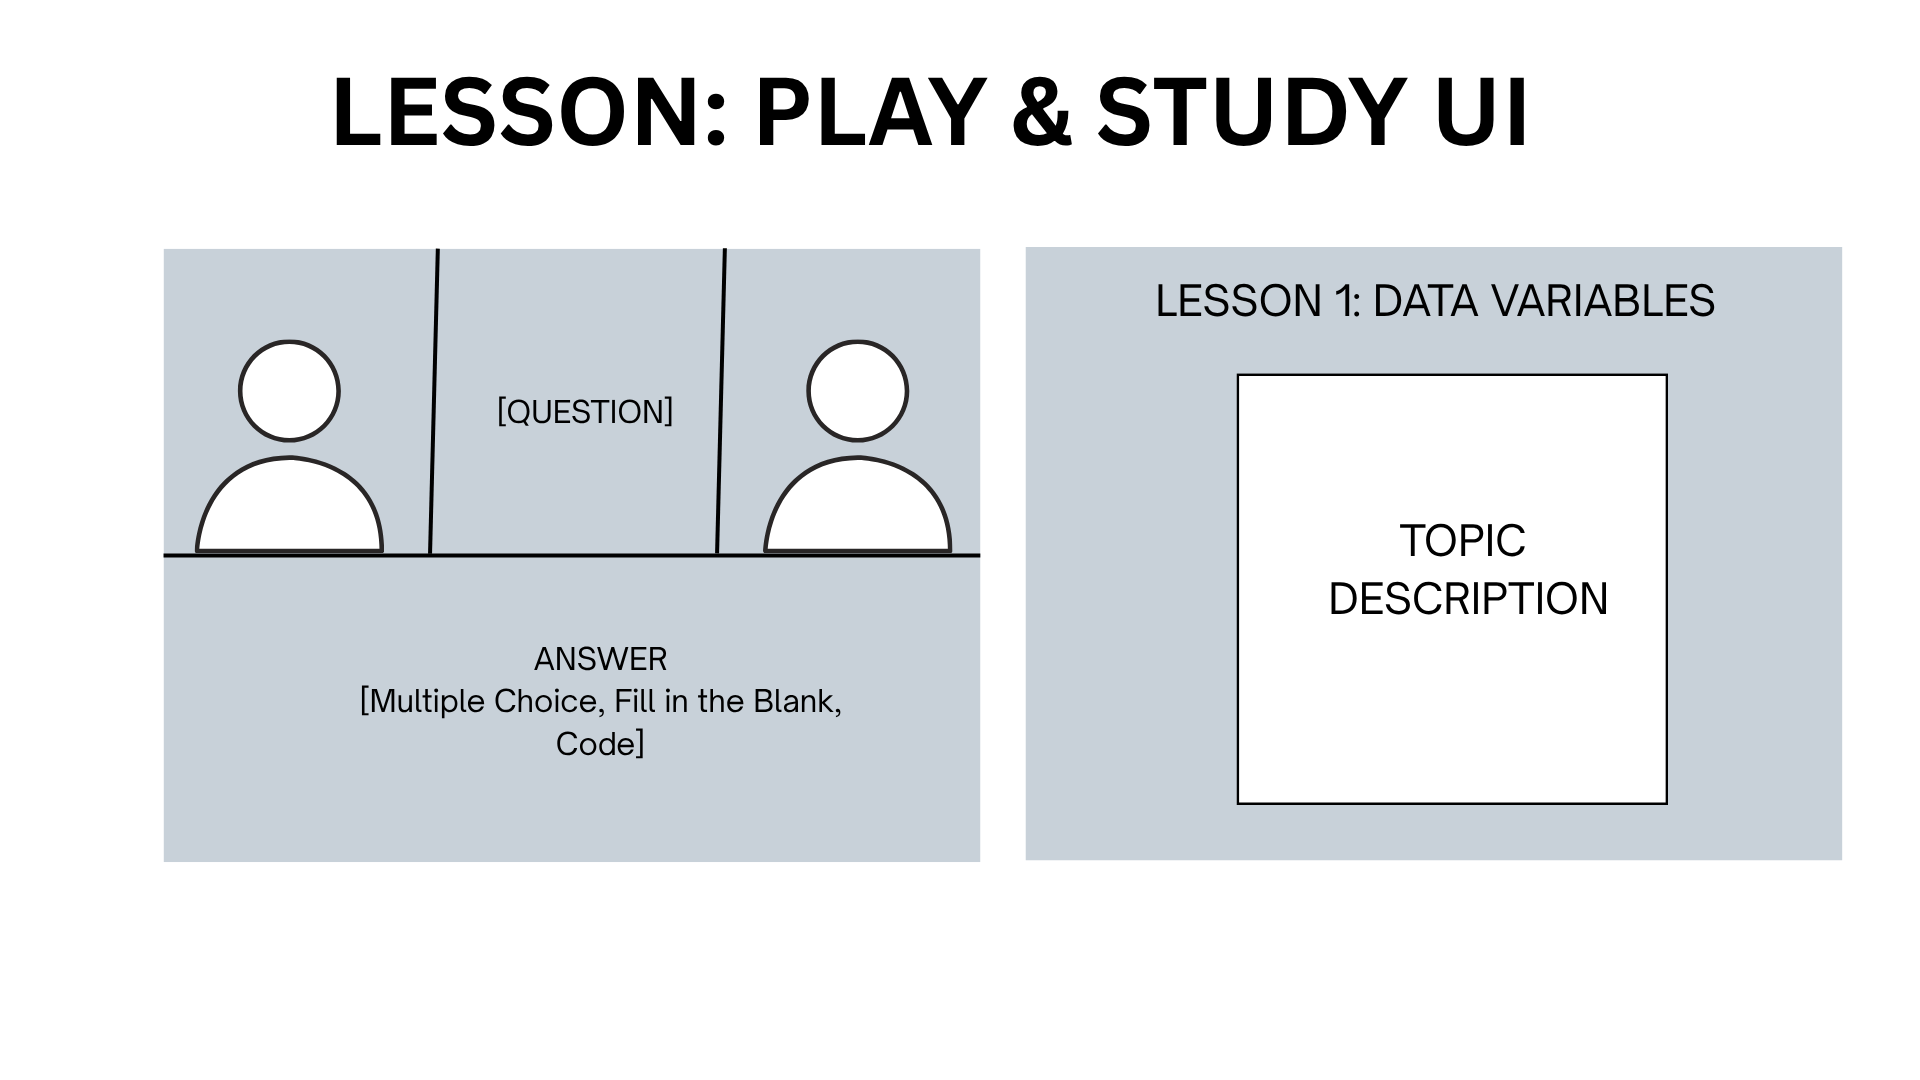 LESSON: PLAY & STUDY UI
[QUESTION]
ANSWER
[Multiple Choice, Fill in the Blank,
Code]
LESSON 1: DATA VARIABLES
TOPIC
DESCRIPTION